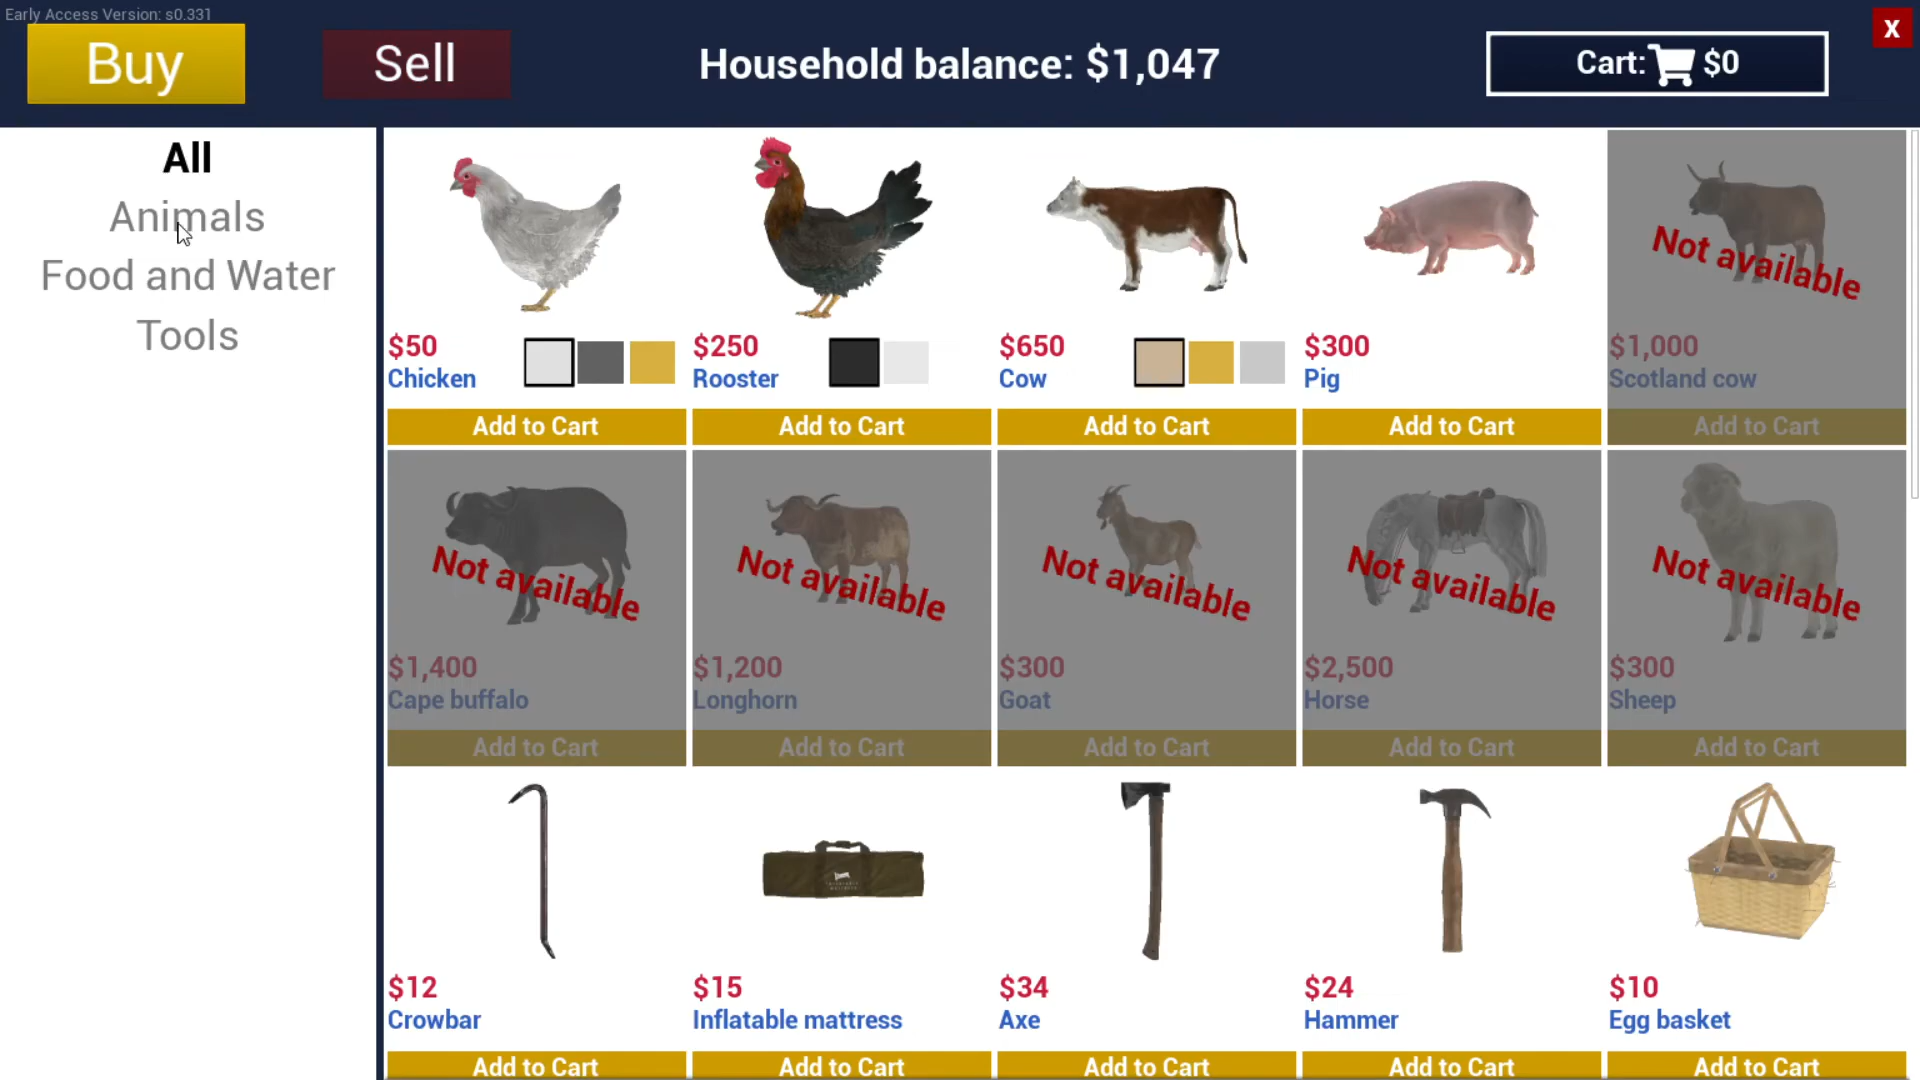 Early Access Version: s0.331
Buy
Sell
Household balance: $1,047
Cart: $0
X
All
Animals
Food and Water
Tools
$50
Chicken
Add to Cart
$250
Rooster
Add to Cart
$650
Cow
Add to Cart
$300
Pig
Add to Cart
Not available
$1,000
Scotland cow
Add to Cart
Not available
$1,400
Cape buffalo
Add to Cart
Not available
$1,200
Longhorn
Add to Cart
Not available
$300
Goat
Add to Cart
Not available
$2,500
Horse
Add to Cart
Not available
$300
Sheep
Add to Cart
$12
Crowbar
Add to Cart
$15
Inflatable mattress
Add to Cart
$34
Axe
Add to Cart
$24
Hammer
Add to Cart
$10
Egg basket
Add to Cart